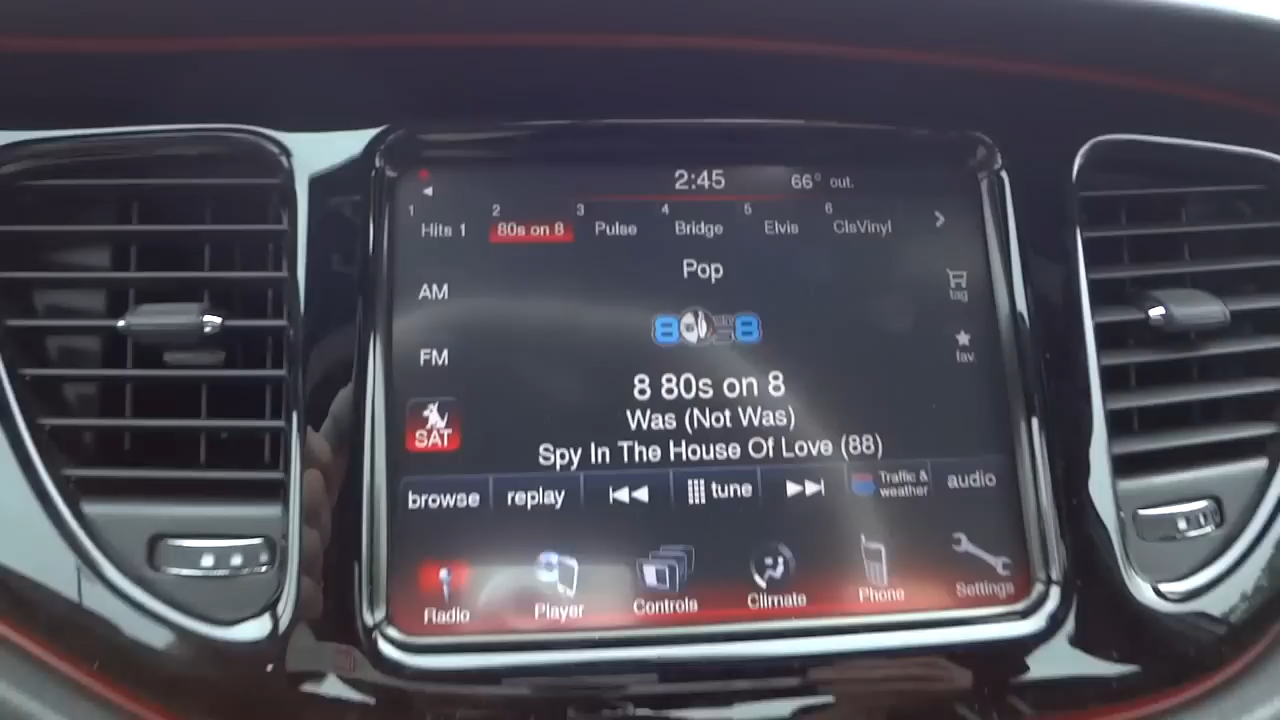 2:45 66° out.
1 2 3 4 5 6
Hits 1 80s on 8 Pulse Bridge Elvis ClsVinyl
Pop
AM
tag
8 8
FM
fav
8 80s on 8
SAT
Was (Not Was)
Spy In The House Of Love (88)
browse replay tune Traffic & weather audio
Radio Player Controls Climate Phone Settings